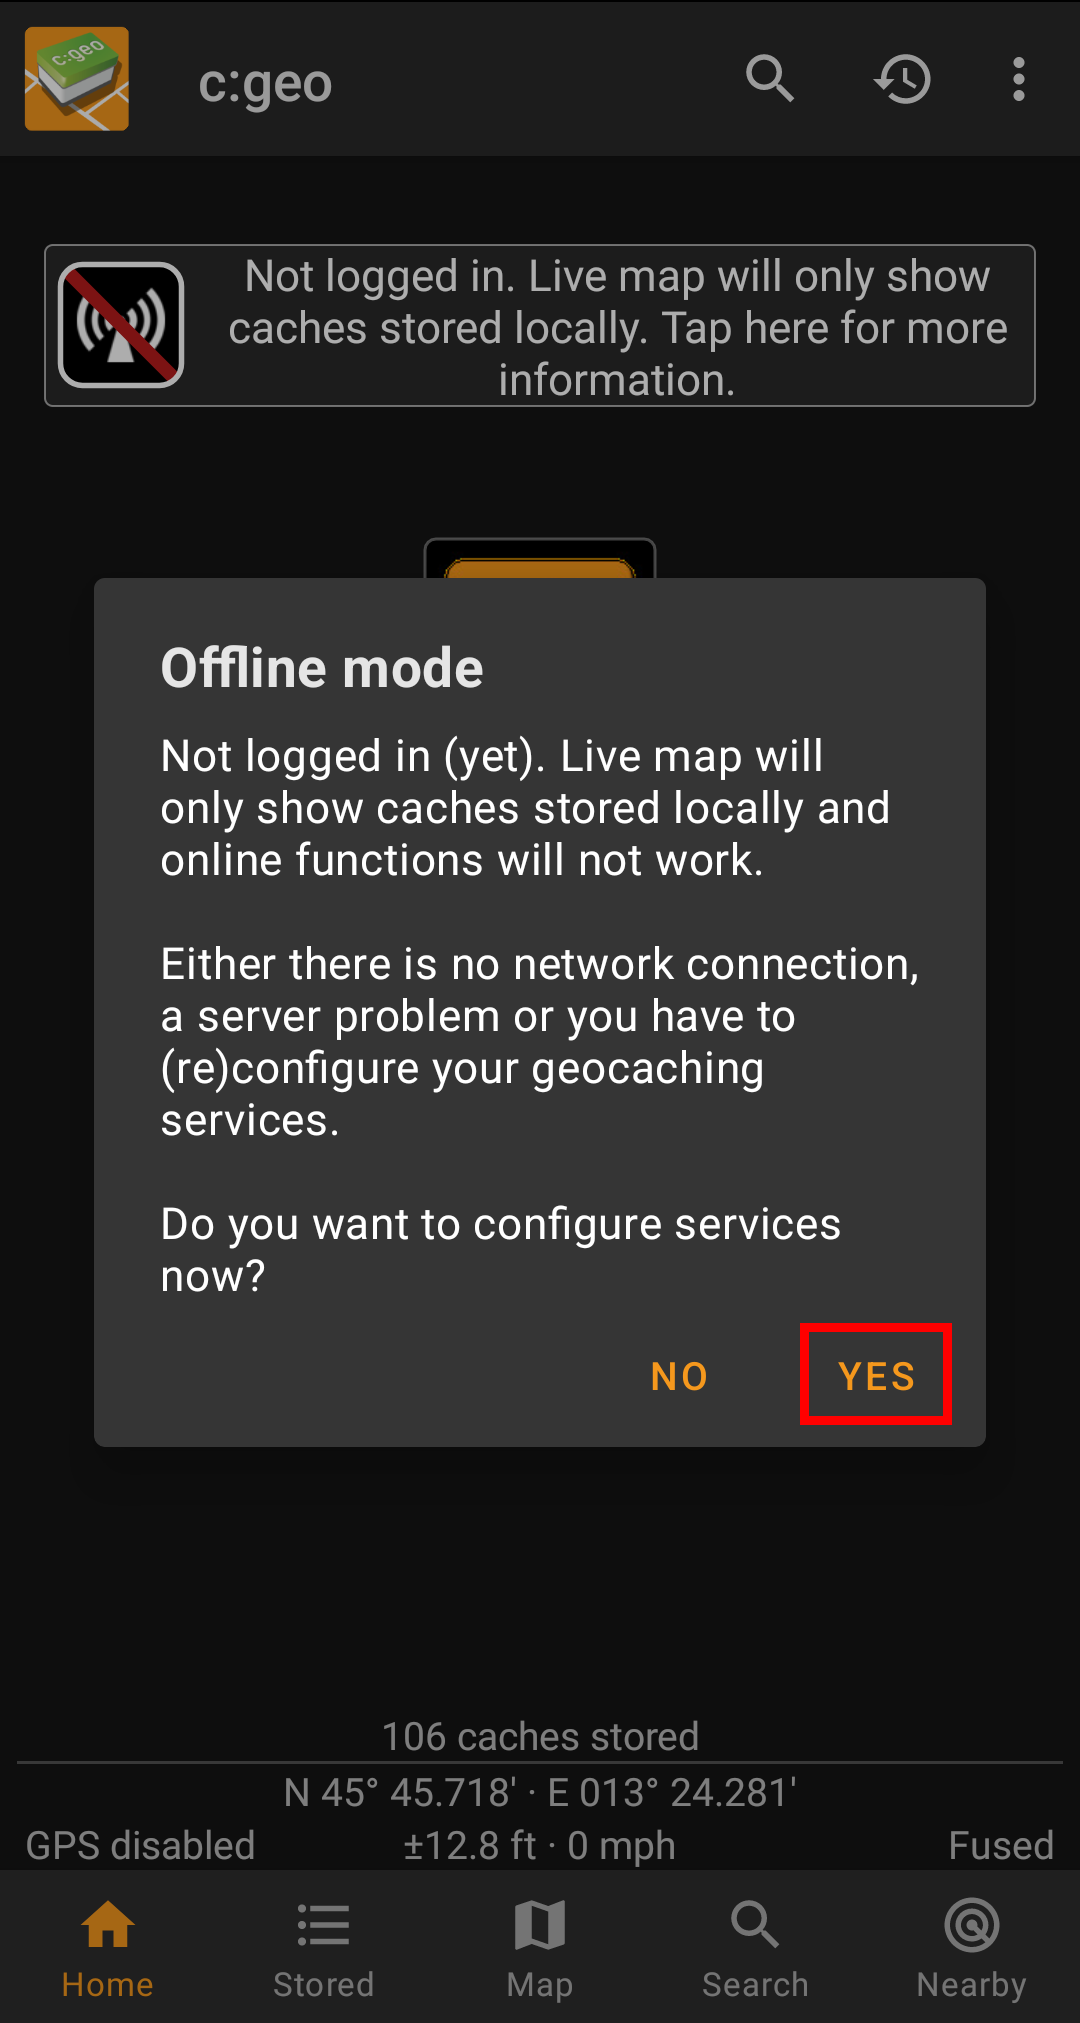 c:geo
c:geo
Not logged in. Live map will only show
caches stored locally. Tap here for more
information.
Offline mode
Not logged in (yet). Live map will
only show caches stored locally and
online functions will not work.
Either there is no network connection,
a server problem or you have to
(re)configure your geocaching
services.
Do you want to configure services
now?
NO YES
106 caches stored
N 45° 45.718' · E 013° 24.281'
GPS disabled ±12.8 ft · 0 mph Fused
Home Stored Map Search Nearby